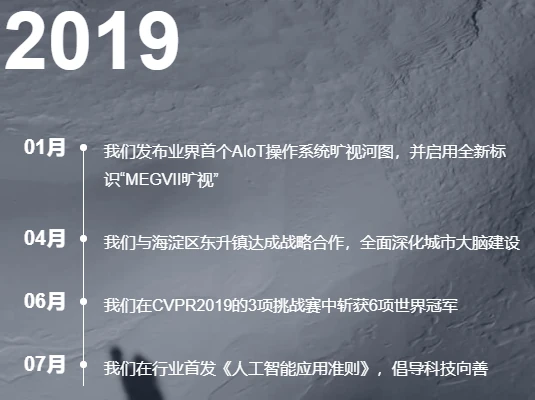 2019
01月
我们发布业界首个AIoT操作系统旷视河图，并启用全新标
识“MEGVII旷视”
04月
我们与海淀区东升镇达成战略合作，全面深化城市大脑建设
06月
我们在CVPR2019的3项挑战赛中斩获6项世界冠军
07月
我们在行业首发《人工智能应用准则》，倡导科技向善